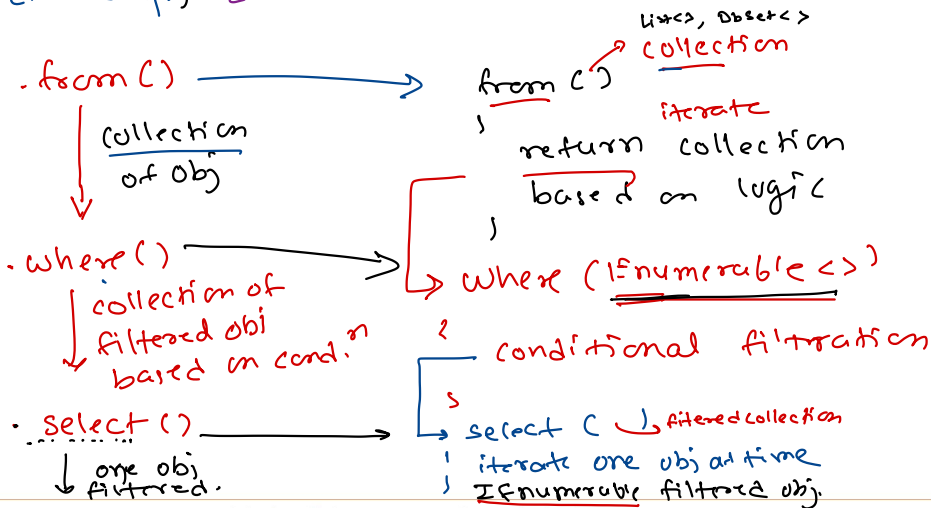 List<>, DbSet<>
collection
.from()
from()
collection
of obj
iterate
return collection
based on logic
.where()
where (IEnumerable<>)
collection of
filtered obj
based on cond.n
conditional filtration
.select()
select ( ) filtered collection
one obj
filtered.
iterate one obj at time
IEnumerable filtered obj.